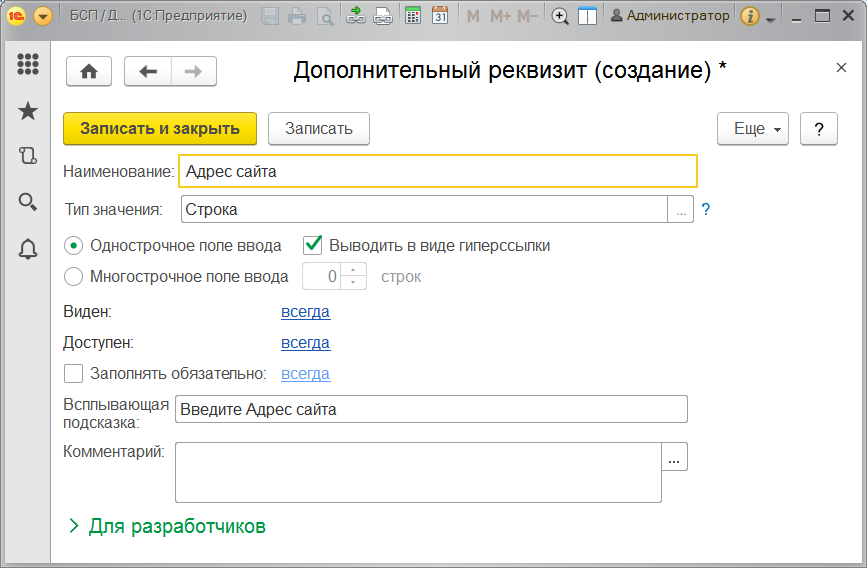 1С БСП / Д... (1С:Предприятие) 31 M M+ M- Администратор i
Дополнительный реквизит (создание) *
Записать и закрыть Записать Еще ?
Наименование: Адрес сайта
Тип значения: Строка ... ?
Однострочное поле ввода Выводить в виде гиперссылки
Многострочное поле ввода 0 строк
Виден: всегда
Доступен: всегда
Заполнять обязательно: всегда
Всплывающая
подсказка: Введите Адрес сайта
Комментарий: ...
Для разработчиков